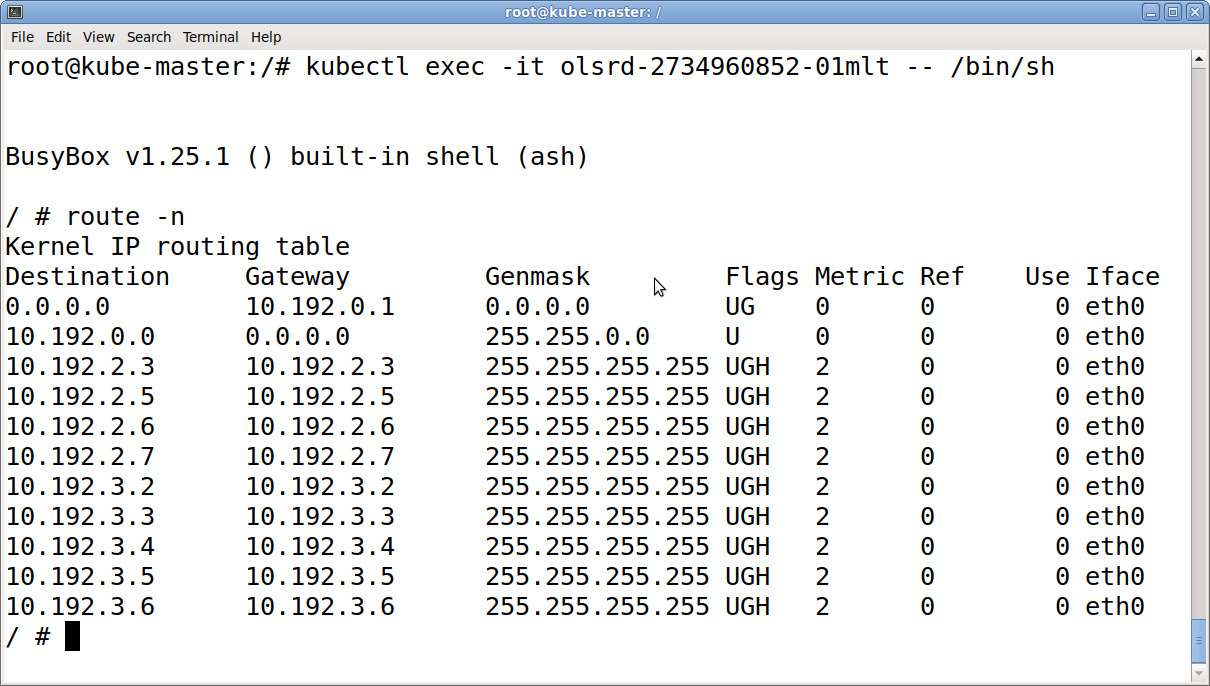 root@kube-master: /
File Edit View Search Terminal Help
root@kube-master:/# kubectl exec -it olsrd-2734960852-01mlt -- /bin/sh
BusyBox v1.25.1 () built-in shell (ash)
/ # route -n
Kernel IP routing table
Destination     Gateway         Genmask         Flags Metric Ref    Use Iface
0.0.0.0         10.192.0.1      0.0.0.0         UG    0      0        0 eth0
10.192.0.0      0.0.0.0         255.255.0.0     U     0      0        0 eth0
10.192.2.3      10.192.2.3      255.255.255.255 UGH   2      0        0 eth0
10.192.2.5      10.192.2.5      255.255.255.255 UGH   2      0        0 eth0
10.192.2.6      10.192.2.6      255.255.255.255 UGH   2      0        0 eth0
10.192.2.7      10.192.2.7      255.255.255.255 UGH   2      0        0 eth0
10.192.3.2      10.192.3.2      255.255.255.255 UGH   2      0        0 eth0
10.192.3.3      10.192.3.3      255.255.255.255 UGH   2      0        0 eth0
10.192.3.4      10.192.3.4      255.255.255.255 UGH   2      0        0 eth0
10.192.3.5      10.192.3.5      255.255.255.255 UGH   2      0        0 eth0
10.192.3.6      10.192.3.6      255.255.255.255 UGH   2      0        0 eth0
/ #